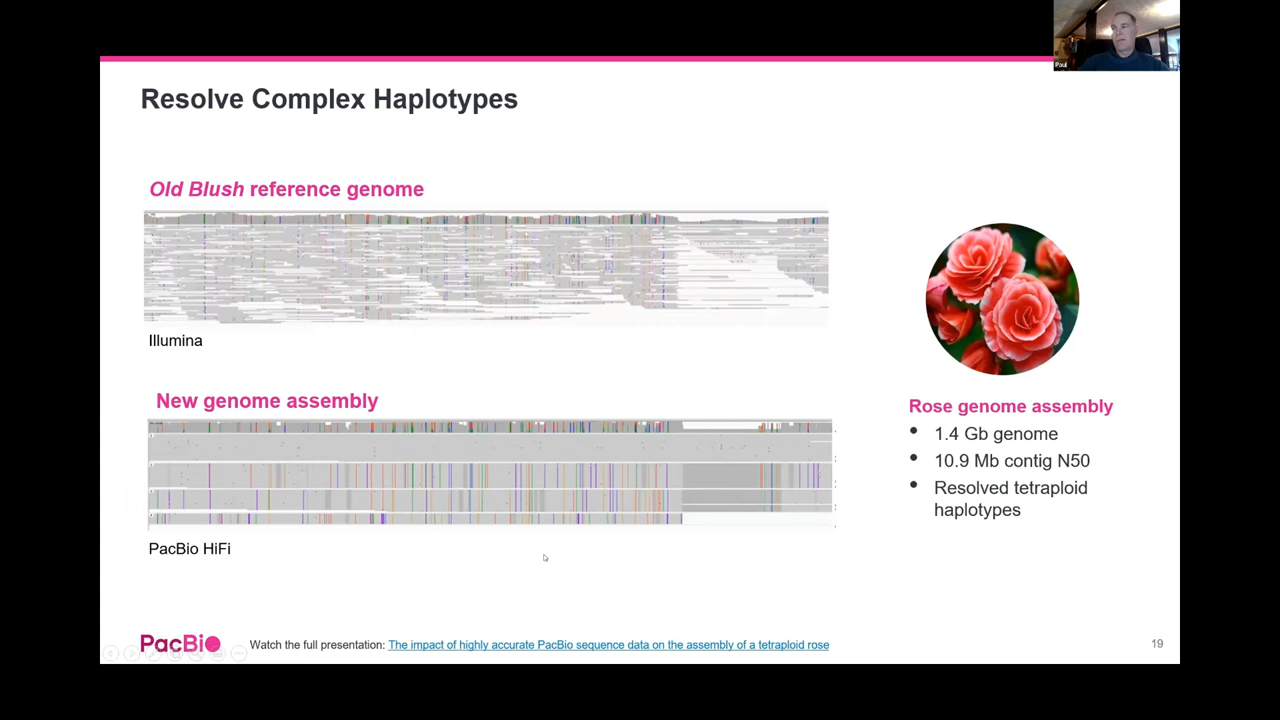 Paul
Resolve Complex Haplotypes
Old Blush reference genome
Illumina
New genome assembly
PacBio HiFi
Rose genome assembly
• 1.4 Gb genome
• 10.9 Mb contig N50
• Resolved tetraploid
haplotypes
PacBio
Watch the full presentation: The impact of highly accurate PacBio sequence data on the assembly of a tetraploid rose
19